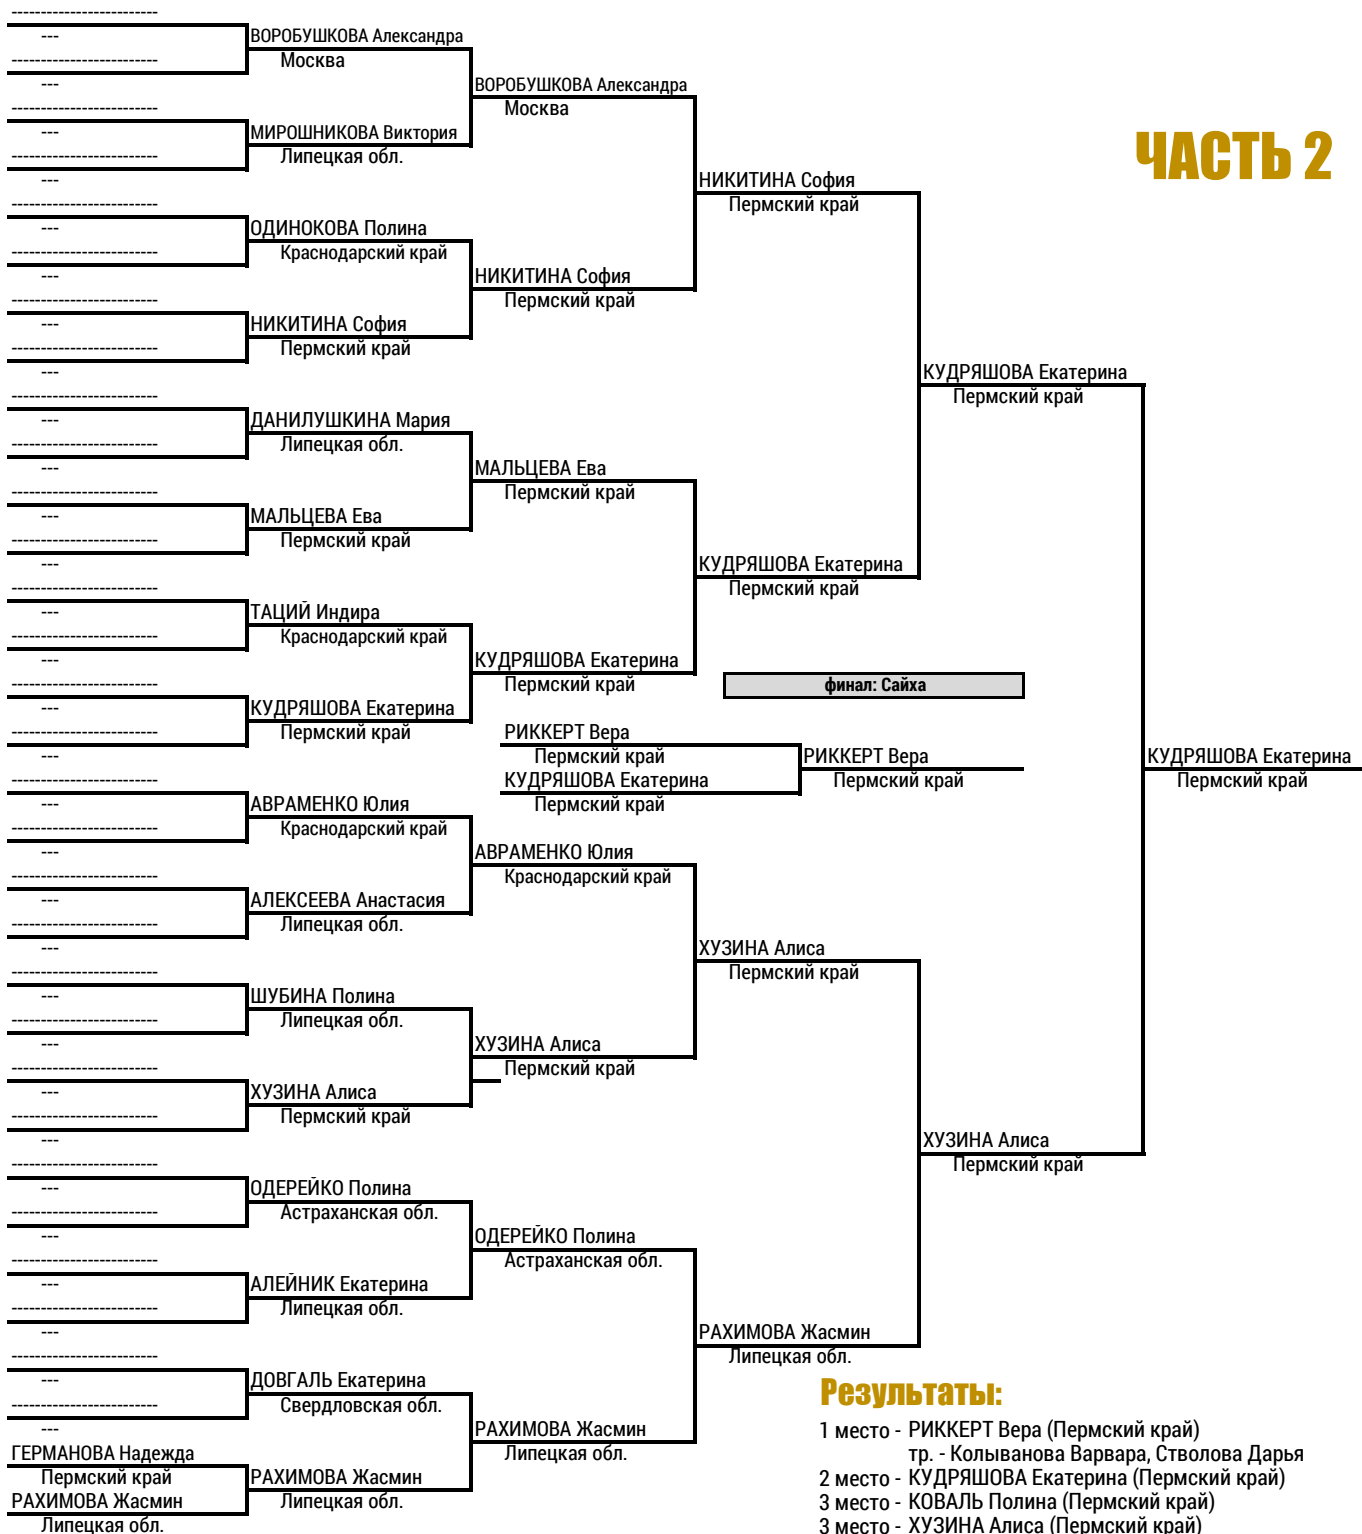 -------------------------
---
-------------------------
---
-------------------------
---
-------------------------
---
-------------------------
---
-------------------------
---
-------------------------
---
-------------------------
---
-------------------------
---
-------------------------
---
-------------------------
---
-------------------------
---
-------------------------
---
-------------------------
---
-------------------------
---
-------------------------
---
-------------------------
---
-------------------------
---
-------------------------
---
-------------------------
---
-------------------------
---
-------------------------
---
-------------------------
---
-------------------------
---
-------------------------
---
-------------------------
---
-------------------------
---
-------------------------
---
-------------------------
---
-------------------------
---
ГЕРМАНОВА Надежда
Пермский край
РАХИМОВА Жасмин
Липецкая обл.
ВОРОБУШКОВА Александра
Москва
МИРОШНИКОВА Виктория
Липецкая обл.
ОДИНОКОВА Полина
Краснодарский край
НИКИТИНА София
Пермский край
ДАНИЛУШКИНА Мария
Липецкая обл.
МАЛЬЦЕВА Ева
Пермский край
ТАЦИЙ Индира
Краснодарский край
КУДРЯШОВА Екатерина
Пермский край
АВРАМЕНКО Юлия
Краснодарский край
АЛЕКСЕЕВА Анастасия
Липецкая обл.
ШУБИНА Полина
Липецкая обл.
ХУЗИНА Алиса
Пермский край
ОДЕРЕЙКО Полина
Астраханская обл.
АЛЕЙНИК Екатерина
Липецкая обл.
ДОВГАЛЬ Екатерина
Свердловская обл.
РАХИМОВА Жасмин
Липецкая обл.
ВОРОБУШКОВА Александра
Москва
НИКИТИНА София
Пермский край
МАЛЬЦЕВА Ева
Пермский край
КУДРЯШОВА Екатерина
Пермский край
АВРАМЕНКО Юлия
Краснодарский край
ХУЗИНА Алиса
Пермский край
ОДЕРЕЙКО Полина
Астраханская обл.
РАХИМОВА Жасмин
Липецкая обл.
НИКИТИНА София
Пермский край
КУДРЯШОВА Екатерина
Пермский край
ХУЗИНА Алиса
Пермский край
РАХИМОВА Жасмин
Липецкая обл.
КУДРЯШОВА Екатерина
Пермский край
ХУЗИНА Алиса
Пермский край
КУДРЯШОВА Екатерина
Пермский край
ЧАСТЬ 2
финал: Сайха
РИККЕРТ Вера
Пермский край
КУДРЯШОВА Екатерина
Пермский край
РИККЕРТ Вера
Пермский край
Результаты:
1 место - РИККЕРТ Вера (Пермский край)
тр. - Колыванова Варвара, Стволова Дарья
2 место - КУДРЯШОВА Екатерина (Пермский край)
3 место - КОВАЛЬ Полина (Пермский край)
3 место - ХУЗИНА Алиса (Пермский край)